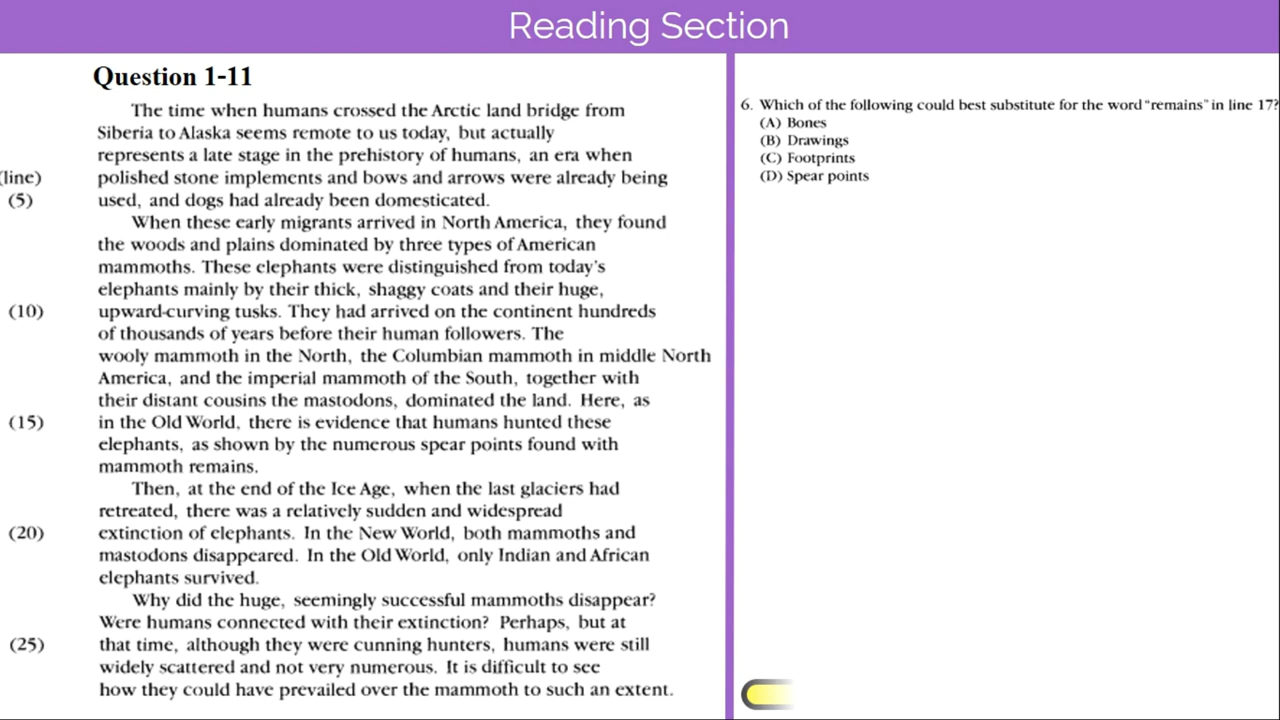 Reading Section
Question 1-11
The time when humans crossed the Arctic land bridge from
Siberia to Alaska seems remote to us today, but actually
represents a late stage in the prehistory of humans, an era when
(line) polished stone implements and bows and arrows were already being
(5) used, and dogs had already been domesticated.
When these early migrants arrived in North America, they found
the woods and plains dominated by three types of American
mammoths. These elephants were distinguished from today's
elephants mainly by their thick, shaggy coats and their huge,
(10) upward-curving tusks. They had arrived on the continent hundreds
of thousands of years before their human followers. The
wooly mammoth in the North, the Columbian mammoth in middle North
America, and the imperial mammoth of the South, together with
their distant cousins the mastodons, dominated the land. Here, as
(15) in the Old World, there is evidence that humans hunted these
elephants, as shown by the numerous spear points found with
mammoth remains.
Then, at the end of the Ice Age, when the last glaciers had
retreated, there was a relatively sudden and widespread
(20) extinction of elephants. In the New World, both mammoths and
mastodons disappeared. In the Old World, only Indian and African
elephants survived.
Why did the huge, seemingly successful mammoths disappear?
Were humans connected with their extinction? Perhaps, but at
(25) that time, although they were cunning hunters, humans were still
widely scattered and not very numerous. It is difficult to see
how they could have prevailed over the mammoth to such an extent.
6. Which of the following could best substitute for the word "remains" in line 17?
(A) Bones
(B) Drawings
(C) Footprints
(D) Spear points